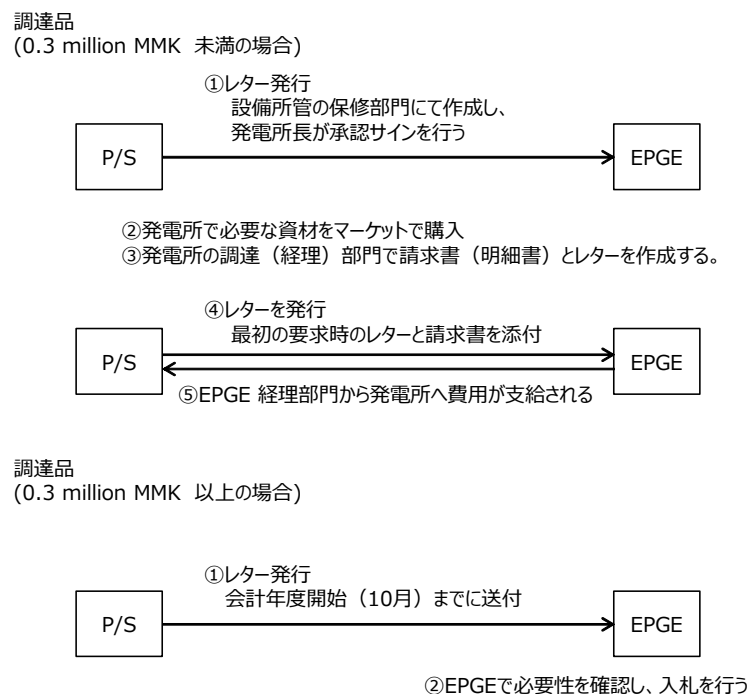 調達品
(0.3 million MMK 未満の場合)
①レター発行
設備所管の保修部門にて作成し、
発電所長が承認サインを行う
P/S
EPGE
②発電所で必要な資材をマーケットで購入
③発電所の調達（経理）部門で請求書（明細書）とレターを作成する。
④レターを発行
最初の要求時のレターと請求書を添付
P/S
EPGE
⑤EPGE 経理部門から発電所へ費用が支給される
調達品
(0.3 million MMK 以上の場合)
①レター発行
会計年度開始（10月）までに送付
P/S
EPGE
②EPGEで必要性を確認し、入札を行う